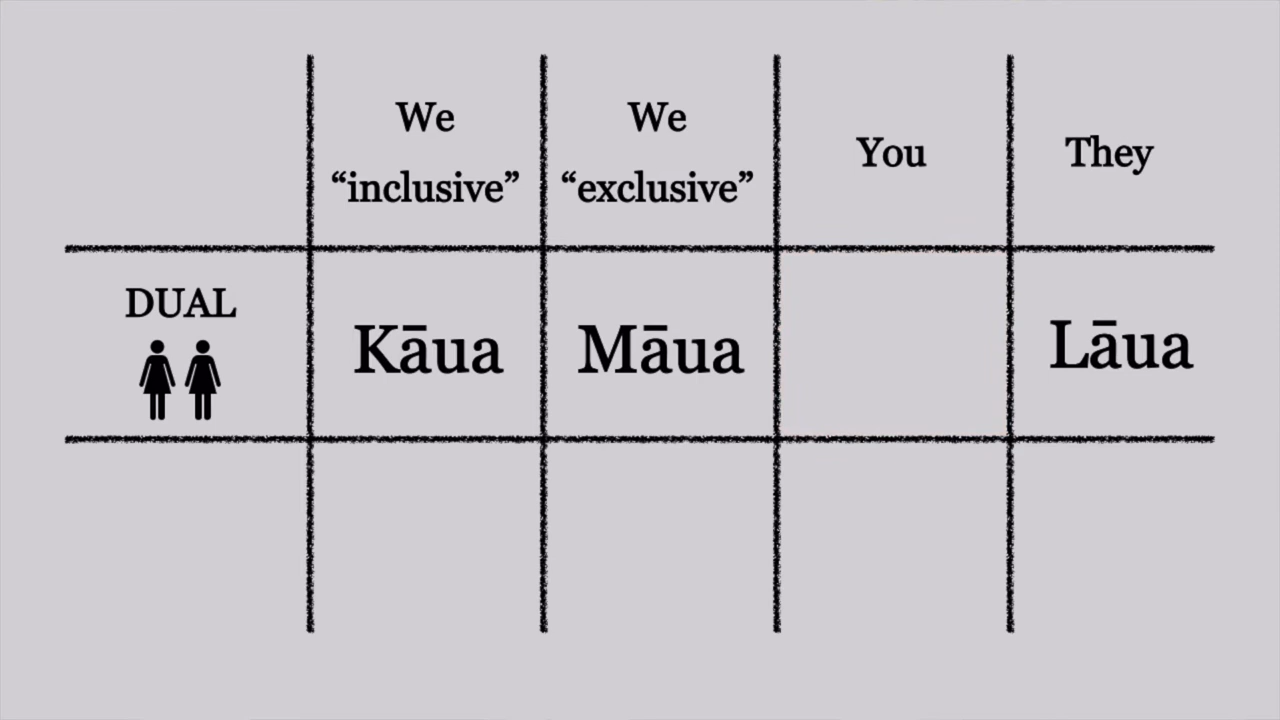 We
“inclusive”
We
“exclusive”
You
They
DUAL
Kāua
Māua
Lāua